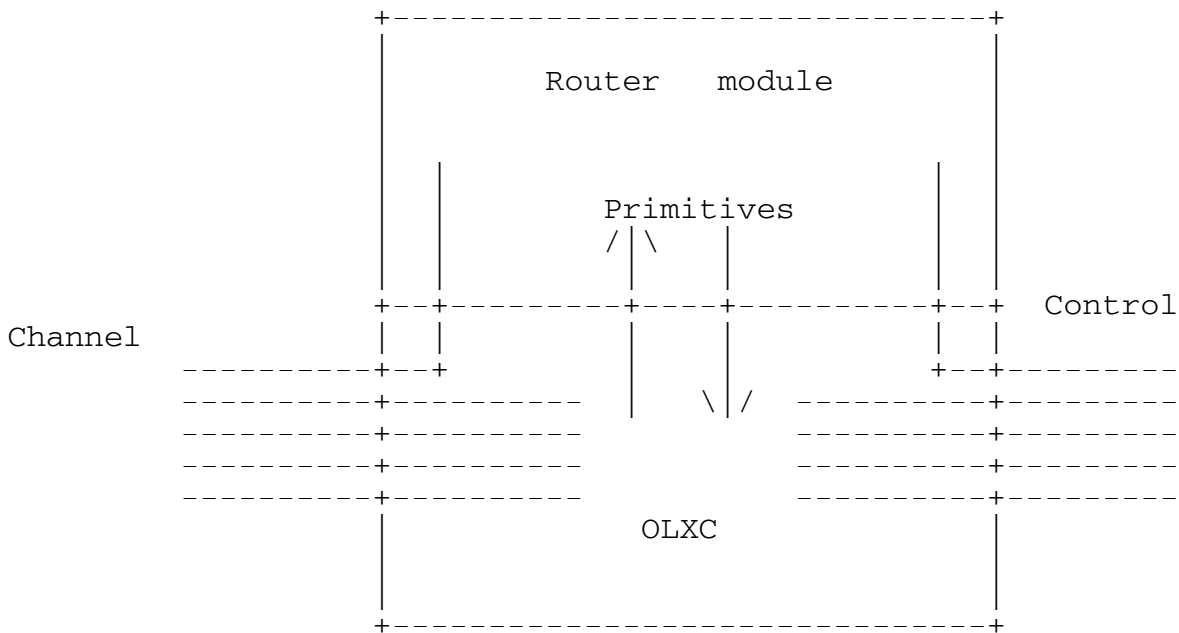 Router module
Primitives
Control
Channel
OLXC